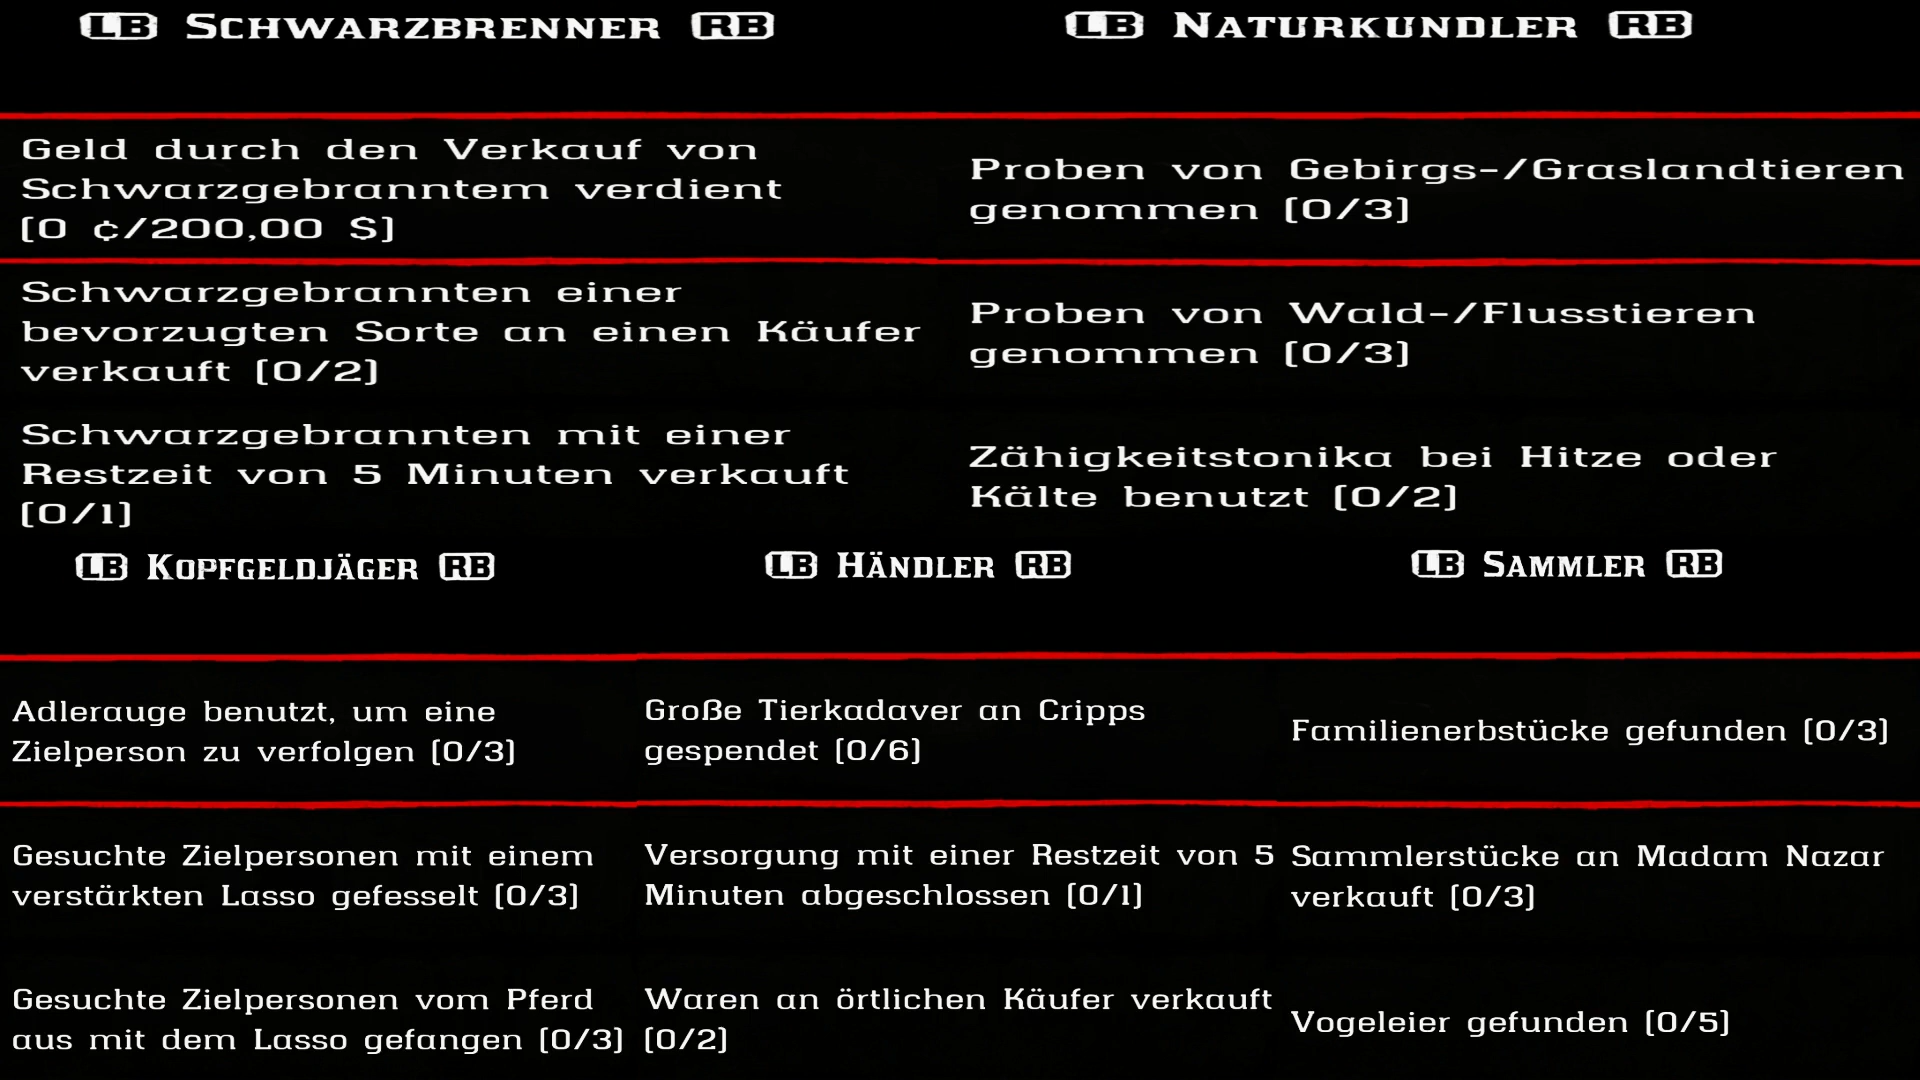 LB Schwarzbrenner RB
Geld durch den Verkauf von
Schwarzgebranntem verdient
[0 ¢/200,00 $]
Schwarzgebrannten einer
bevorzugten Sorte an einen Käufer
verkauft [0/2]
Schwarzgebrannten mit einer
Restzeit von 5 Minuten verkauft
[0/1]
LB Naturkundler RB
Proben von Gebirgs-/Graslandtieren
genommen [0/3]
Proben von Wald-/Flusstieren
genommen [0/3]
Zähigkeitstonika bei Hitze oder
Kälte benutzt [0/2]
LB Kopfgeldjäger RB
Adlerauge benutzt, um eine
Zielperson zu verfolgen [0/3]
Gesuchte Zielpersonen mit einem
verstärkten Lasso gefesselt [0/3]
Gesuchte Zielpersonen vom Pferd
aus mit dem Lasso gefangen [0/3]
LB Händler RB
Große Tierkadaver an Cripps
gespendet [0/6]
Versorgung mit einer Restzeit von 5
Minuten abgeschlossen [0/1]
Waren an örtlichen Käufer verkauft
[0/2]
LB Sammler RB
Familienerbstücke gefunden [0/3]
Sammlerstücke an Madam Nazar
verkauft [0/3]
Vogeleier gefunden [0/5]